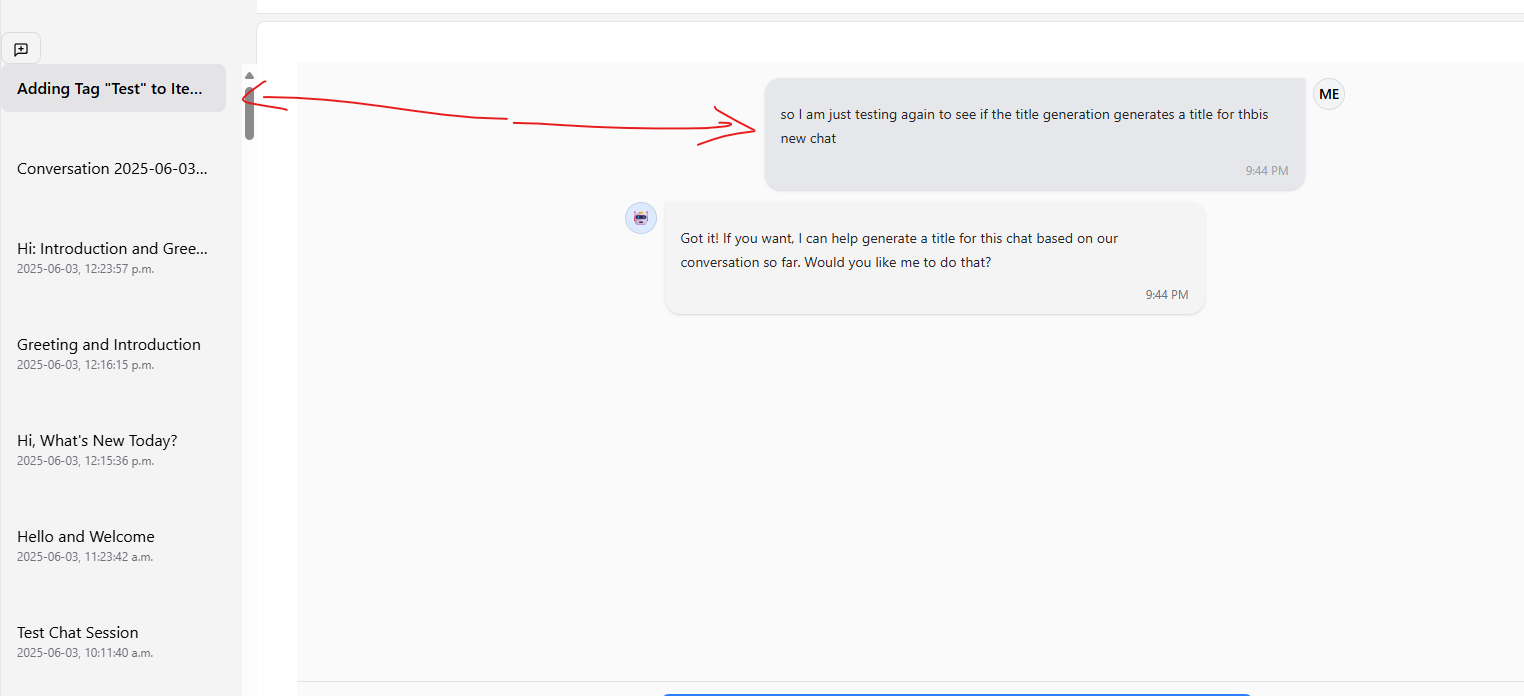 Adding Tag "Test" to Ite...
Conversation 2025-06-03...
Hi: Introduction and Gree...
2025-06-03, 12:23:57 p.m.
Greeting and Introduction
2025-06-03, 12:16:15 p.m.
Hi, What's New Today?
2025-06-03, 12:15:36 p.m.
Hello and Welcome
2025-06-03, 11:23:42 a.m.
Test Chat Session
2025-06-03, 10:11:40 a.m.
ME
so I am just testing again to see if the title generation generates a title for thbis
new chat
9:44 PM
Got it! If you want, I can help generate a title for this chat based on our
conversation so far. Would you like me to do that?
9:44 PM